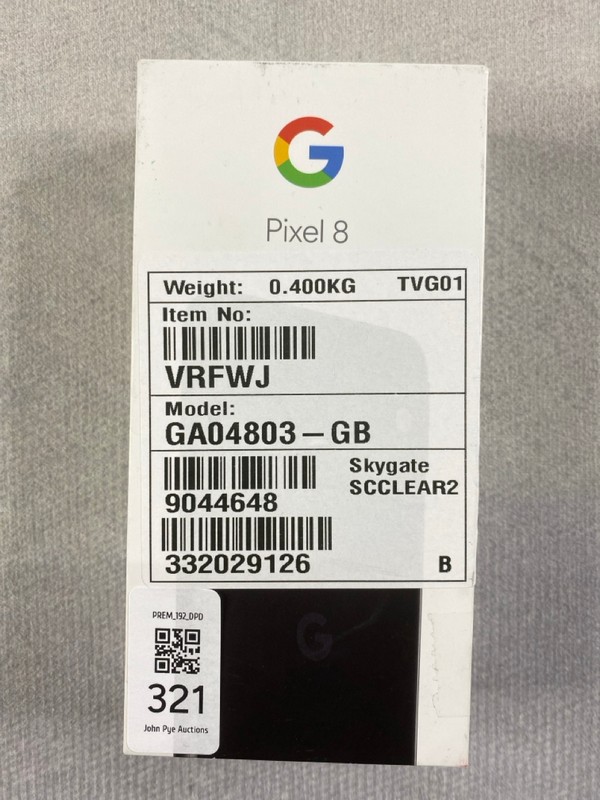 G
Pixel 8
Weight: 0.400KG TVG01
Item No:
VRFWJ
Model:
GA04803-GB
Skygate
SCCLEAR2
9044648
332029126 B
G
PREM_192_DPD
321
John Pye Auctions